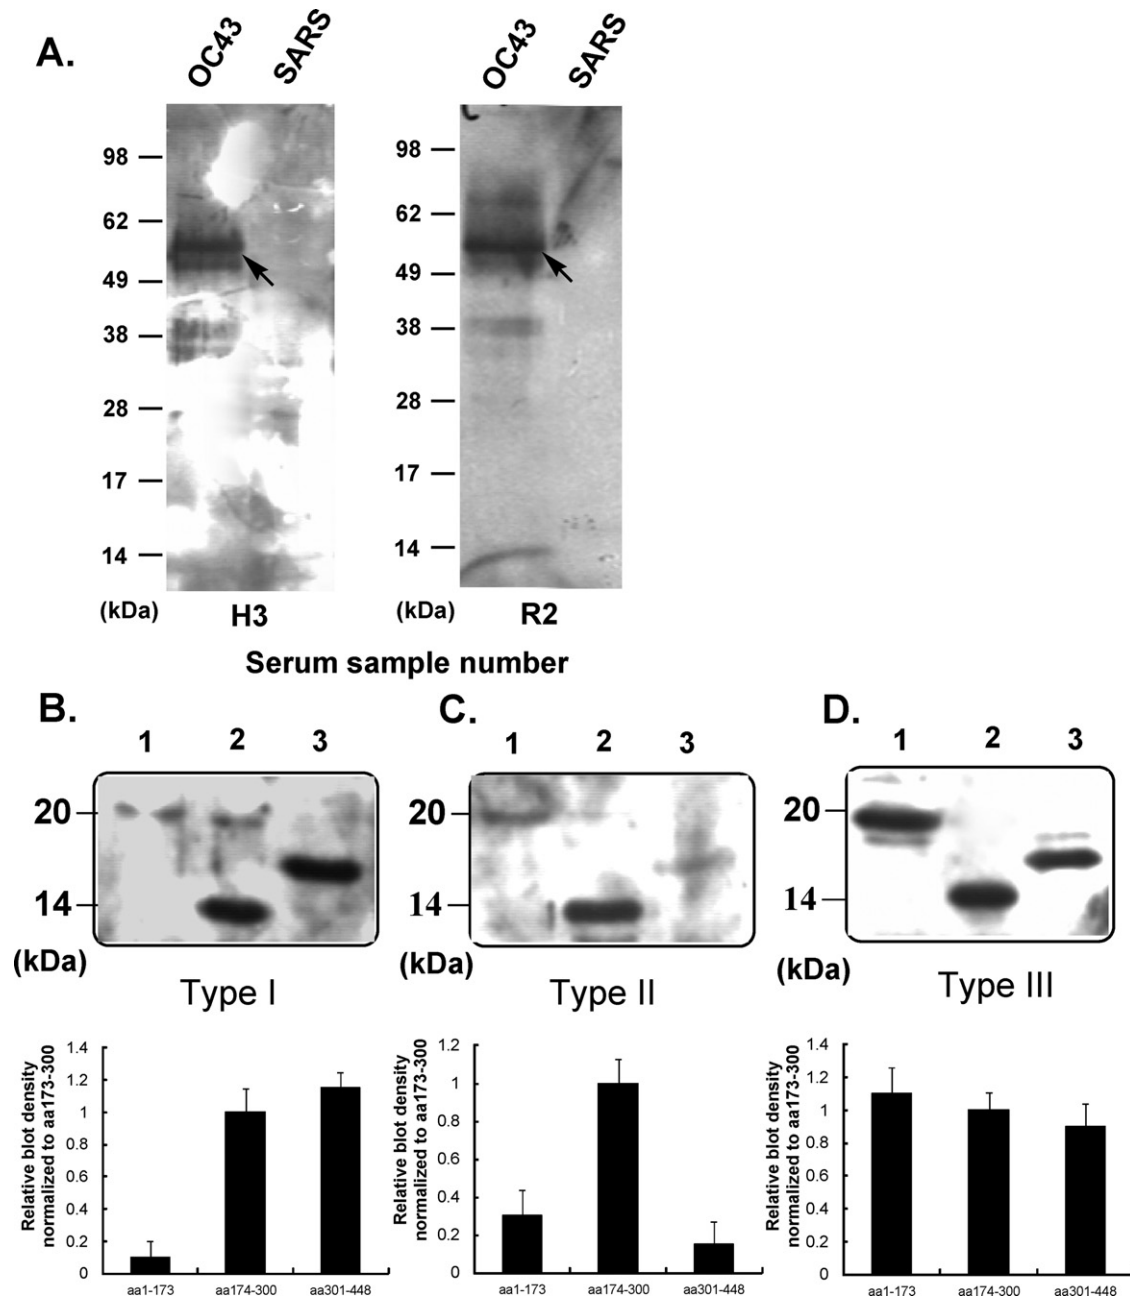 A.
OC43 SARS OC43 SARS
98 98
62 62
49 49
38 38
28 28
17 17
14 14
(kDa) H3 (kDa) R2
Serum sample number
B. C. D.
1 2 3 1 2 3 1 2 3
20 20 20
14 14 14
(kDa) (kDa) (kDa)
Type I Type II Type III
Relative blot density
normalized to aa173-300
1.4
1.2
1
0.8
0.6
0.4
0.2
0
aa1-173 aa174-300 aa301-448
Relative blot density
normalized to aa173-300
1.2
1
0.8
0.6
0.4
0.2
0
aa1-173 aa174-300 aa301-448
Relative blot density
normalized to aa173-300
1.4
1.2
1
0.8
0.6
0.4
0.2
0
aa1-173 aa174-300 aa301-448